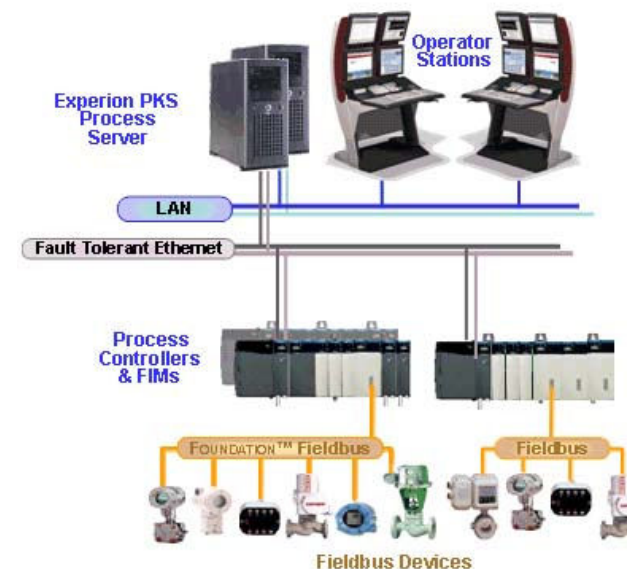 Operator
Stations
Experion PKS
Process
Server
LAN
Fault Tolerant Ethernet
Process
Controllers
& FIMs
FOUNDATION™ Fieldbus
Fieldbus
Fieldbus Devices